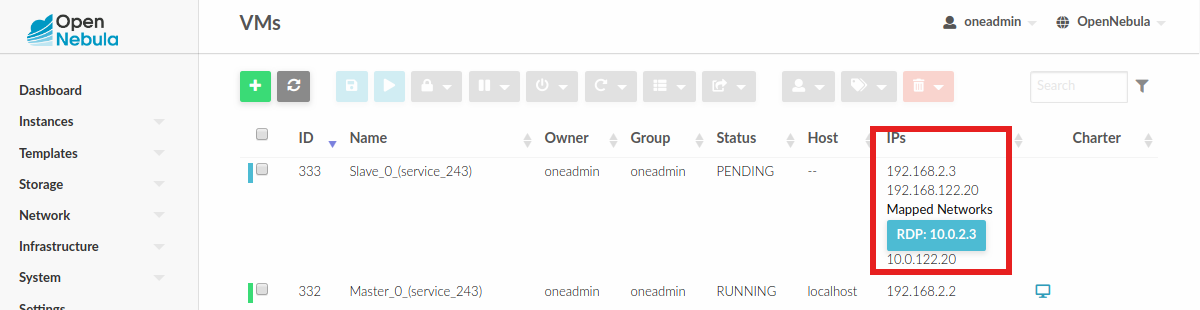 Open
Nebula
VMs
oneadmin
OpenNebula
Search
Dashboard
Instances
Templates
Storage
Network
Infrastructure
System
Settings
ID Name Owner Group Status Host IPs Charter
333 Slave_0_(service_243) oneadmin oneadmin PENDING -- 192.168.2.3
192.168.122.20
Mapped Networks
RDP: 10.0.2.3
10.0.122.20
332 Master_0_(service_243) oneadmin oneadmin RUNNING localhost 192.168.2.2